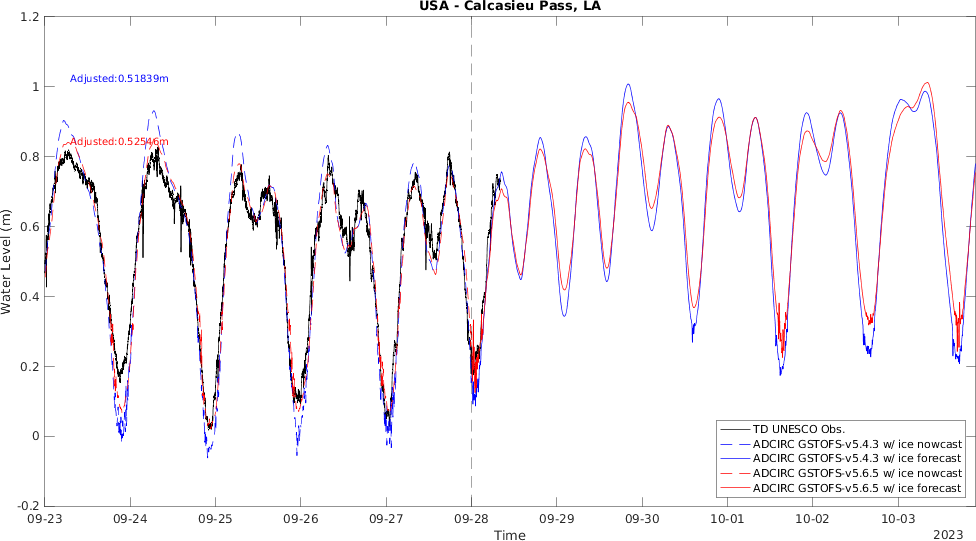 USA - Calcasieu Pass, LA
1.2
1
0.8
0.6
0.4
0.2
0
-0.2
Water Level (m)
Adjusted:0.51839m
Adjusted:0.52546m
TD UNESCO Obs.
ADCIRC GSTOFS-v5.4.3 w/ ice nowcast
ADCIRC GSTOFS-v5.4.3 w/ ice forecast
ADCIRC GSTOFS-v5.6.5 w/ ice nowcast
ADCIRC GSTOFS-v5.6.5 w/ ice forecast
09-23 09-24 09-25 09-26 09-27 09-28 09-29 09-30 10-01 10-02 10-03
Time
2023